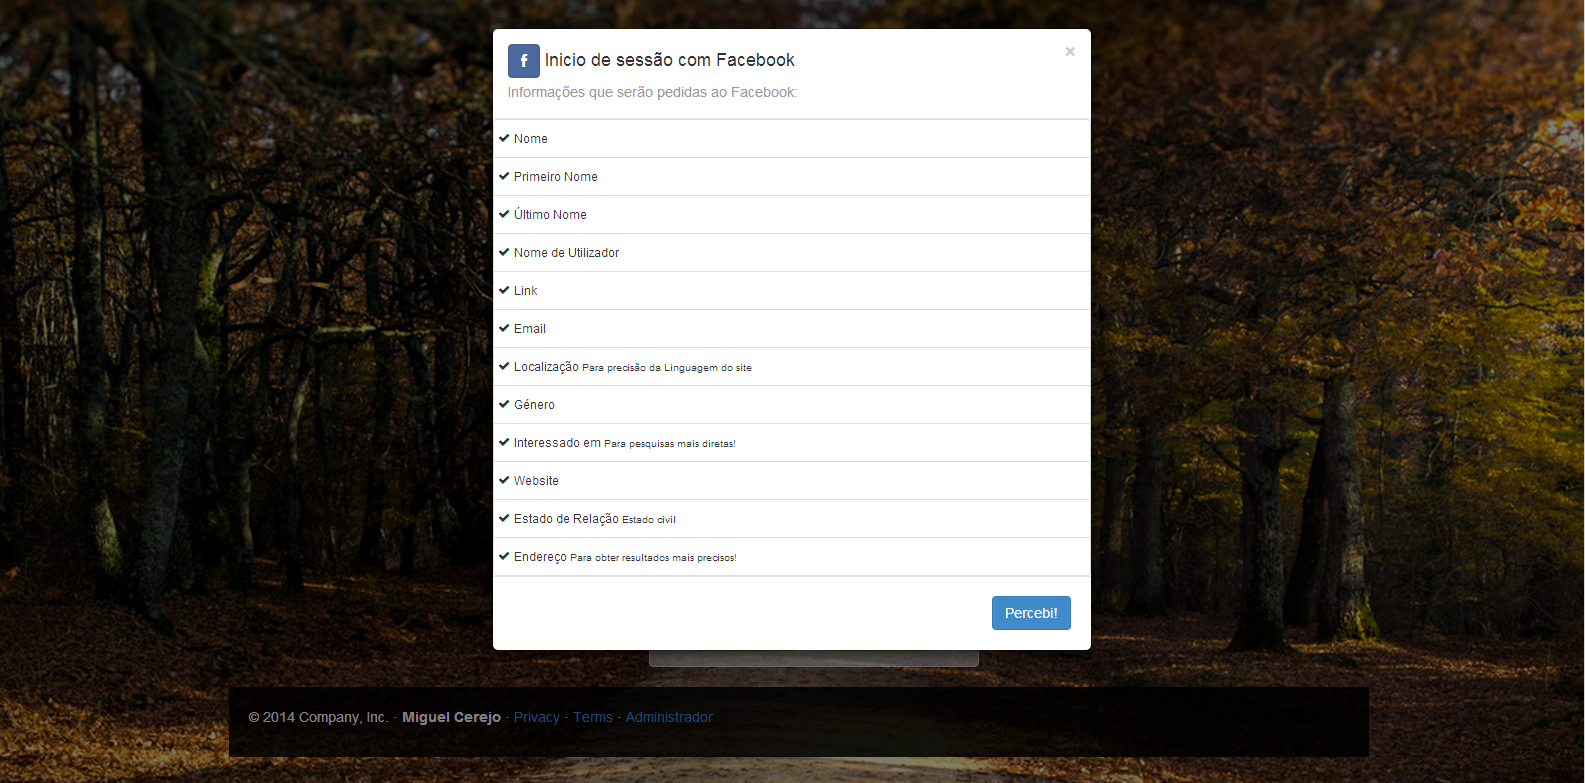 Inicio de sessão com Facebook
×
Informações que serão pedidas ao Facebook:
Nome
Primeiro Nome
Último Nome
Nome de Utilizador
Link
Email
Localização Para precisão da Linguagem do site
Género
Interessado em Para pesquisas mais diretas!
Website
Estado de Relação Estado civil
Endereço Para obter resultados mais precisos!
Percebi!
© 2014 Company, Inc. · Miguel Cerejo · Privacy · Terms · Administrador